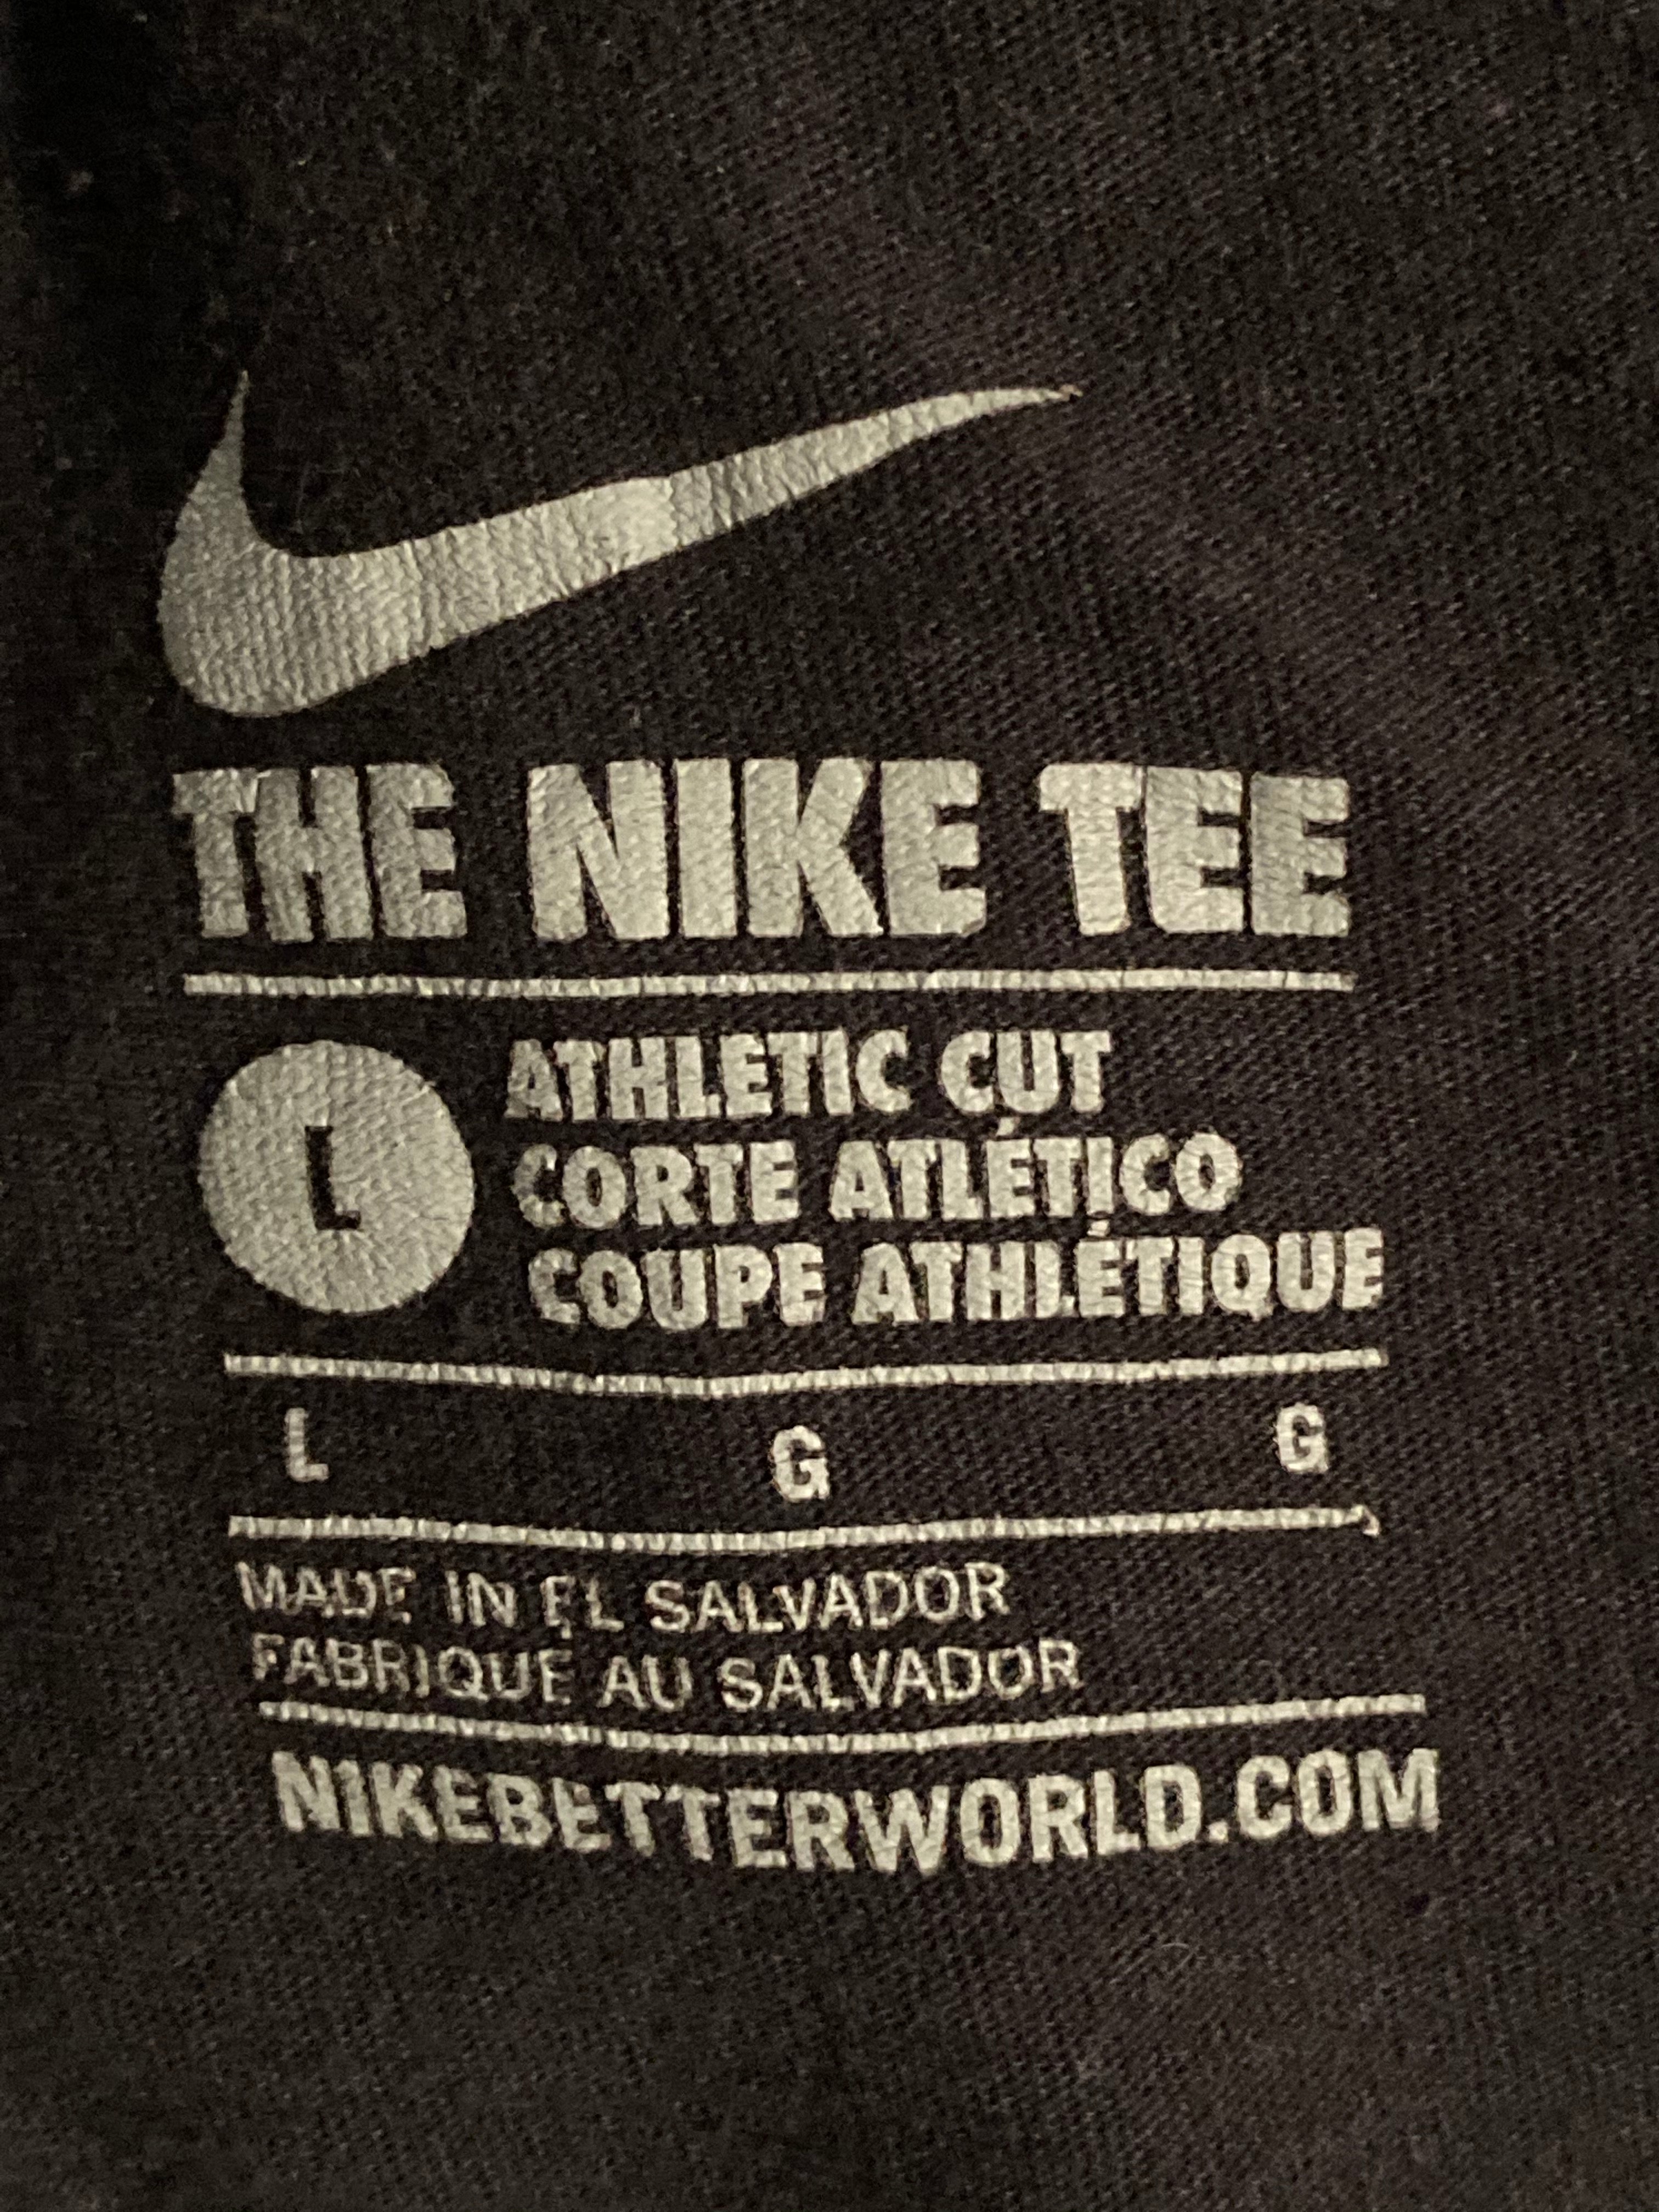 THE NIKE TEE
L
ATHLETIC CUT
CORTE ATLÉTICO
COUPE ATHLÉTIQUE
L G G
MADE IN EL SALVADOR
FABRIQUE AU SALVADOR
NIKEBETTERWORLD.COM